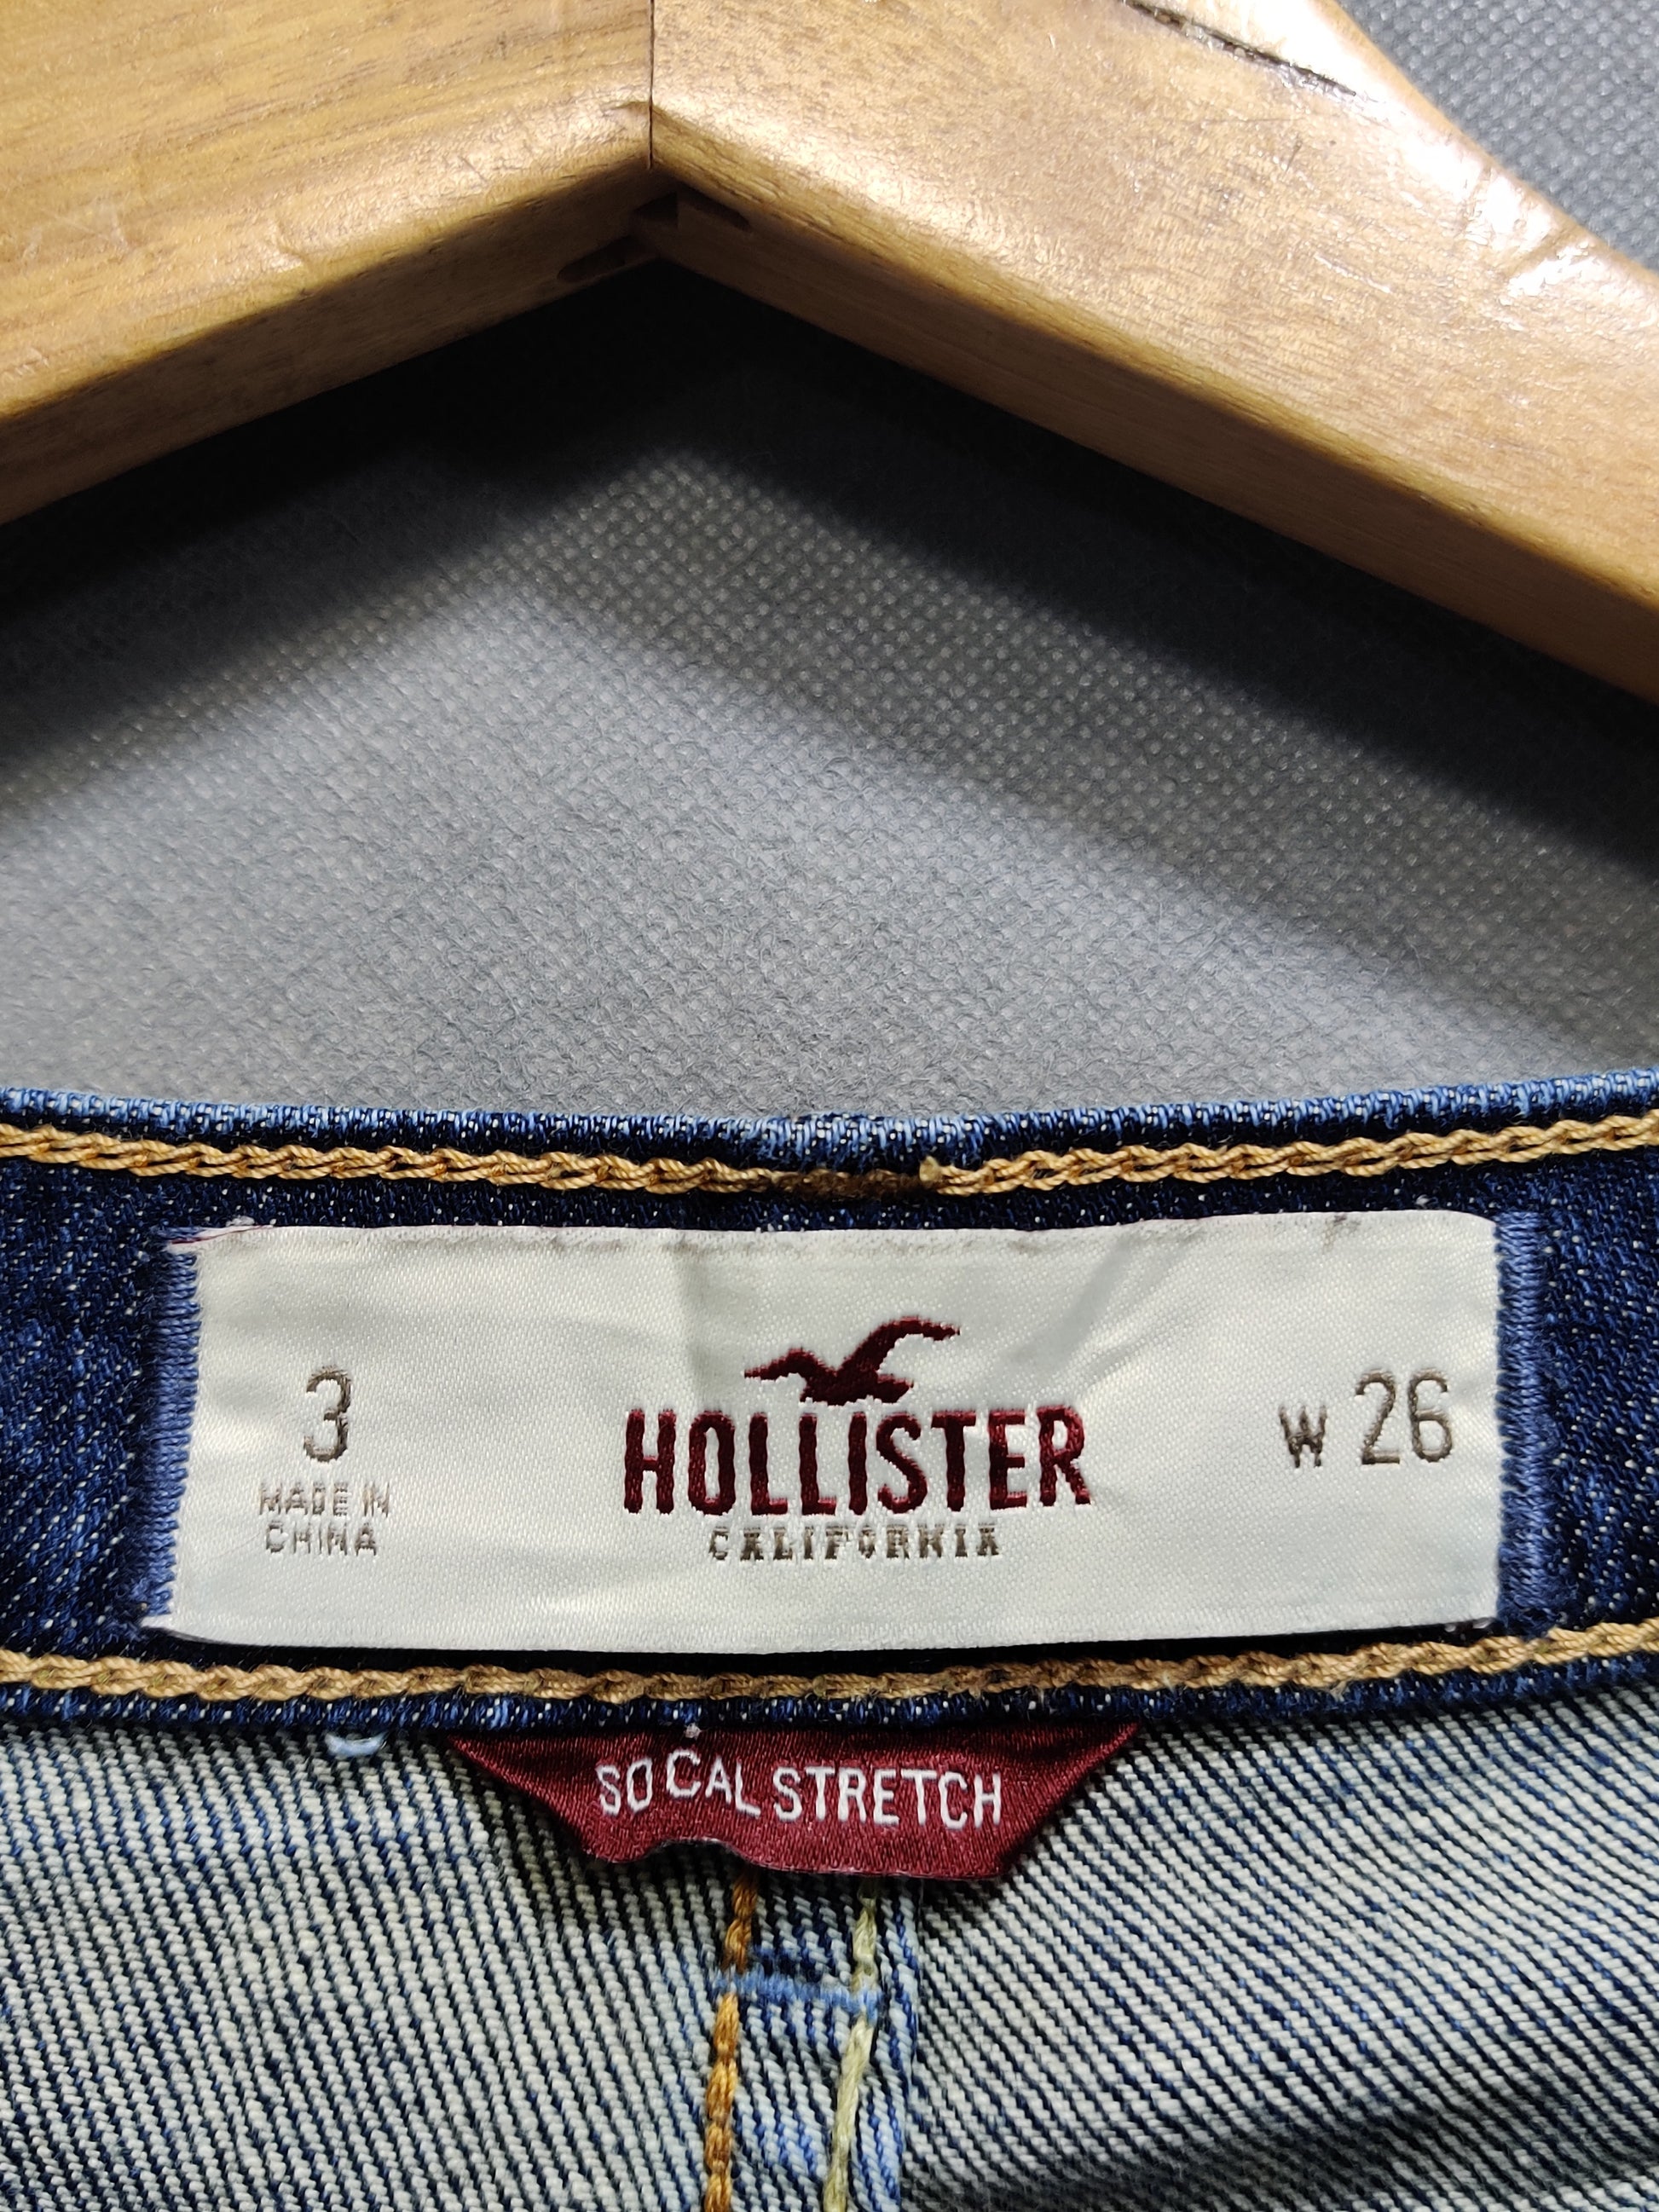 3
MADE IN
CHINA
HOLLISTER
CALIFORNIA
W 26
SO CAL STRETCH